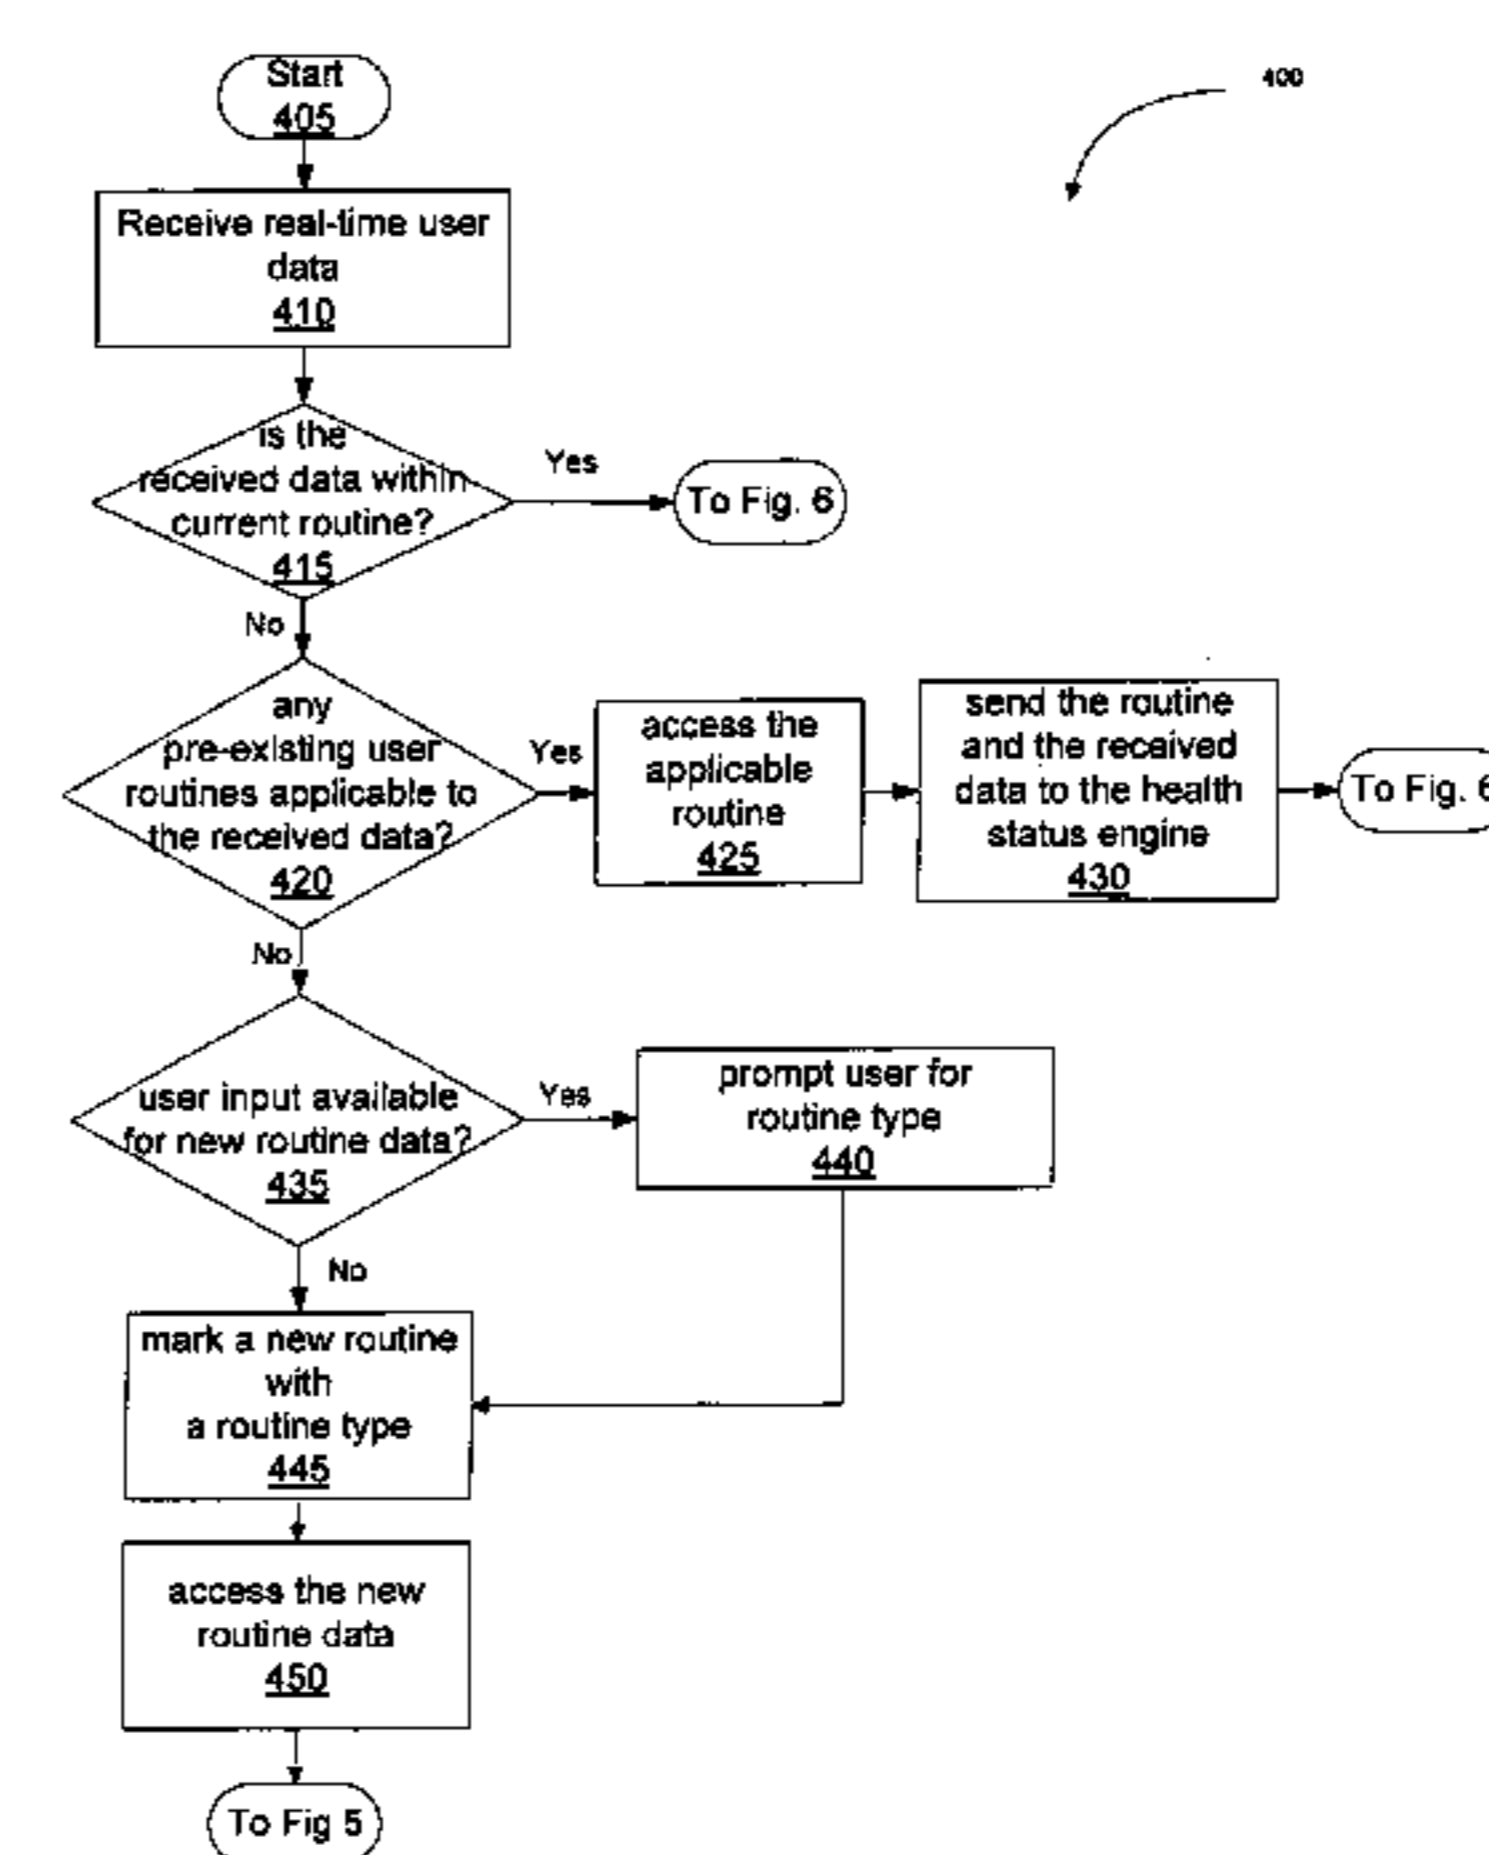 Start
405
400
Receive real-time user
data
410
is the
received data within
current routine?
415
Yes
To Fig. 6
No
any
pre-existing user
routines applicable to
the received data?
420
Yes
access the
applicable
routine
425
send the routine
and the received
data to the health
status engine
430
To Fig. 6
No
user input available
for new routine data?
435
Yes
prompt user for
routine type
440
No
mark a new routine
with
a routine type
445
access the new
routine data
450
To Fig 5